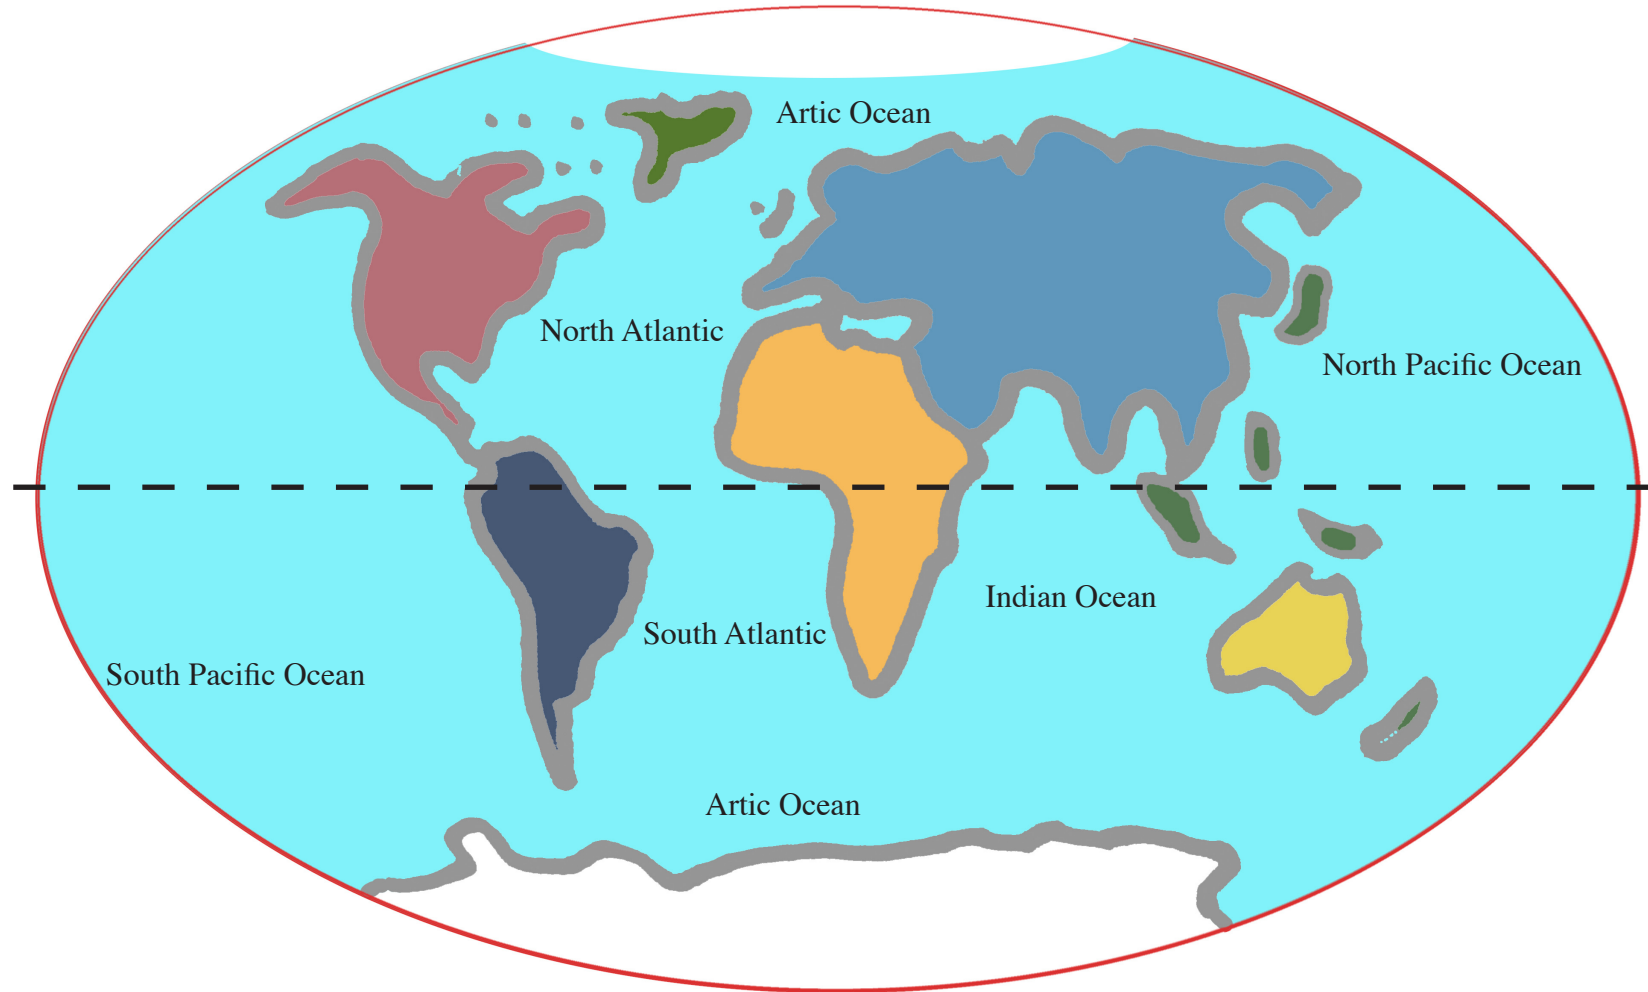 Artic Ocean
North Atlantic
North Pacific Ocean
Indian Ocean
South Atlantic
South Pacific Ocean
Artic Ocean